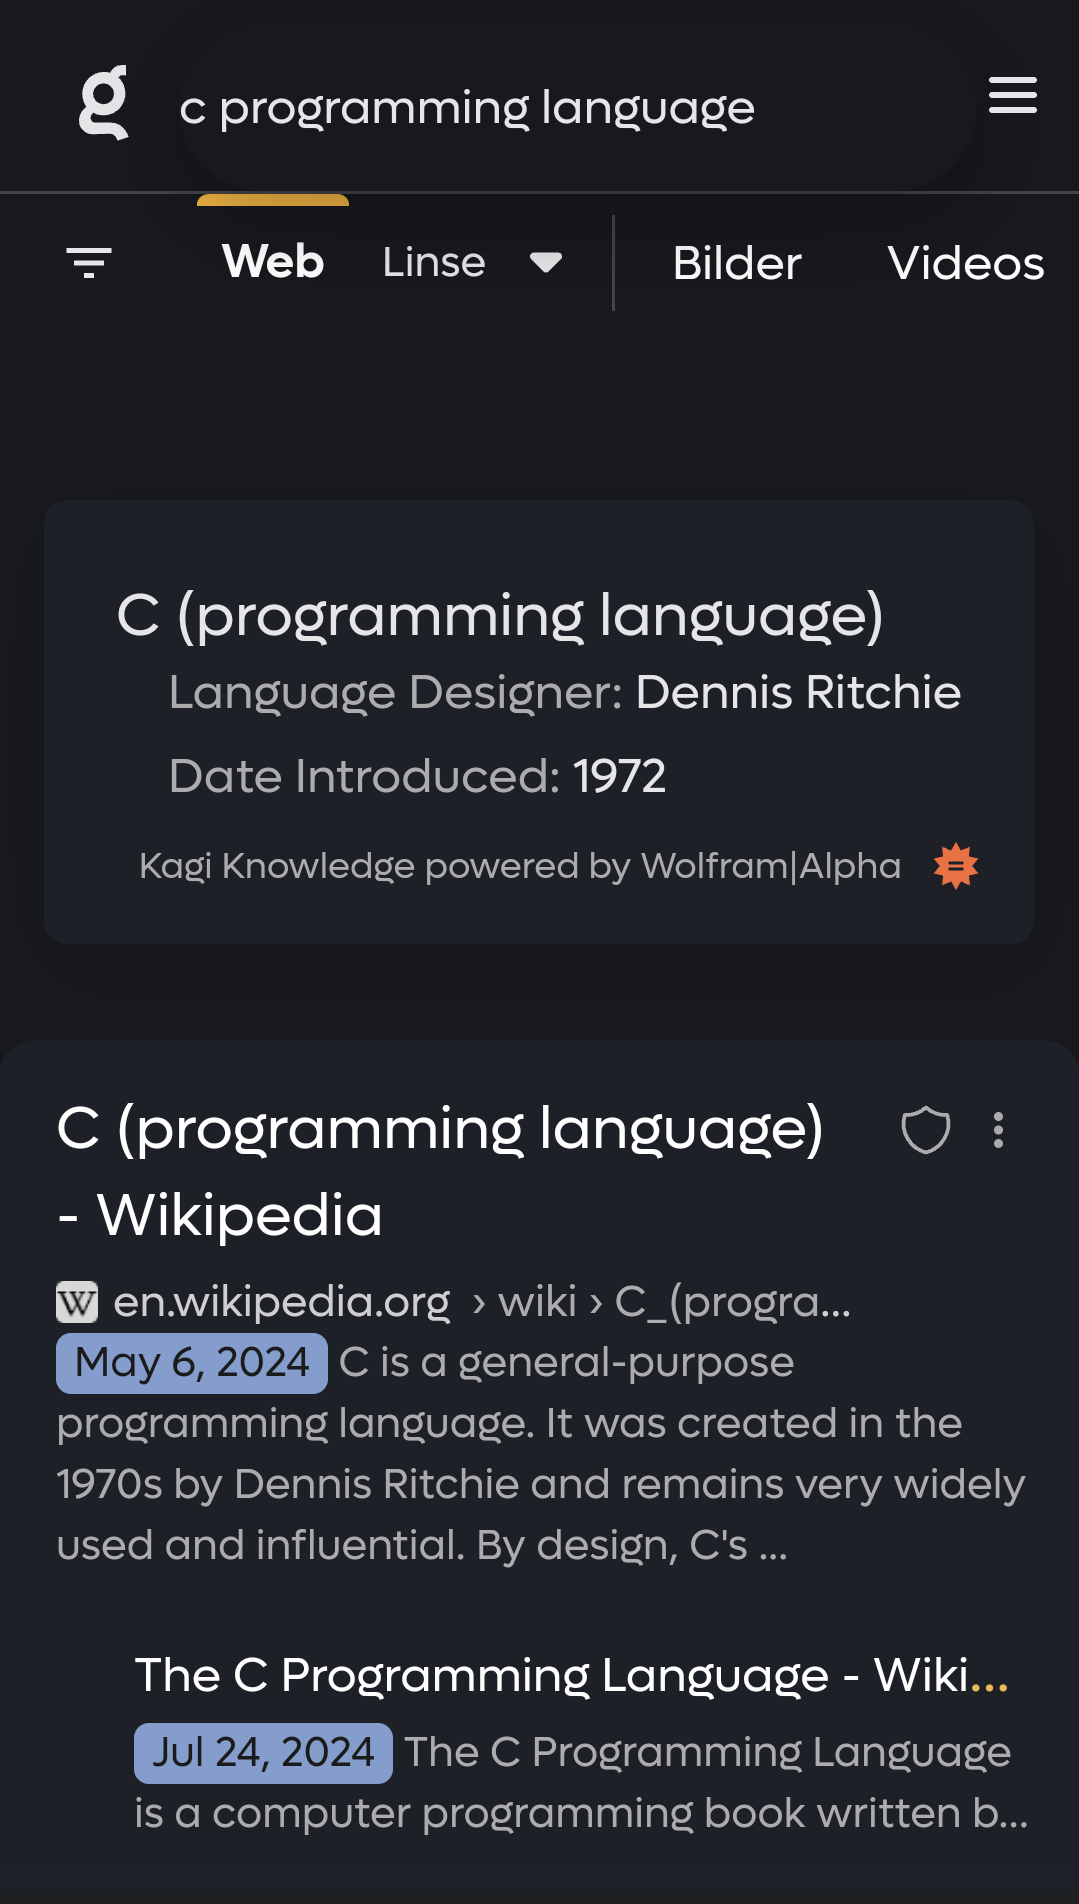 g
c programming language
Web Linse Bilder Videos
C (programming language)
Language Designer: Dennis Ritchie
Date Introduced: 1972
Kagi Knowledge powered by Wolfram|Alpha
C (programming language)
- Wikipedia
W en.wikipedia.org › wiki › C_(progra...
May 6, 2024 C is a general-purpose
programming language. It was created in the
1970s by Dennis Ritchie and remains very widely
used and influential. By design, C's ...
The C Programming Language - Wiki...
Jul 24, 2024 The C Programming Language
is a computer programming book written b...